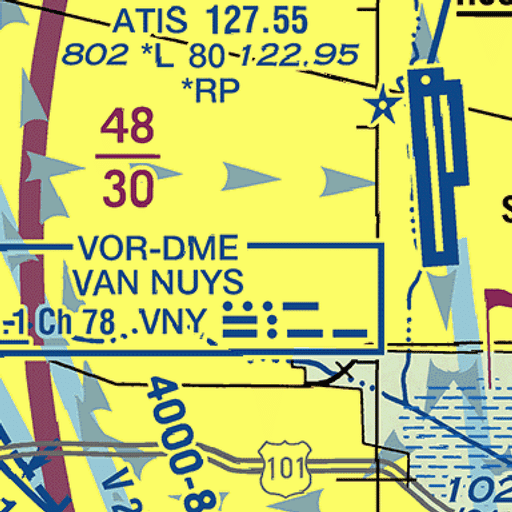 ATIS 127.55
802 *L 80 122.95
*RP
48
30
VOR-DME
VAN NUYS
.1 Ch 78 VNY
4000-8
101
V 2
102
S